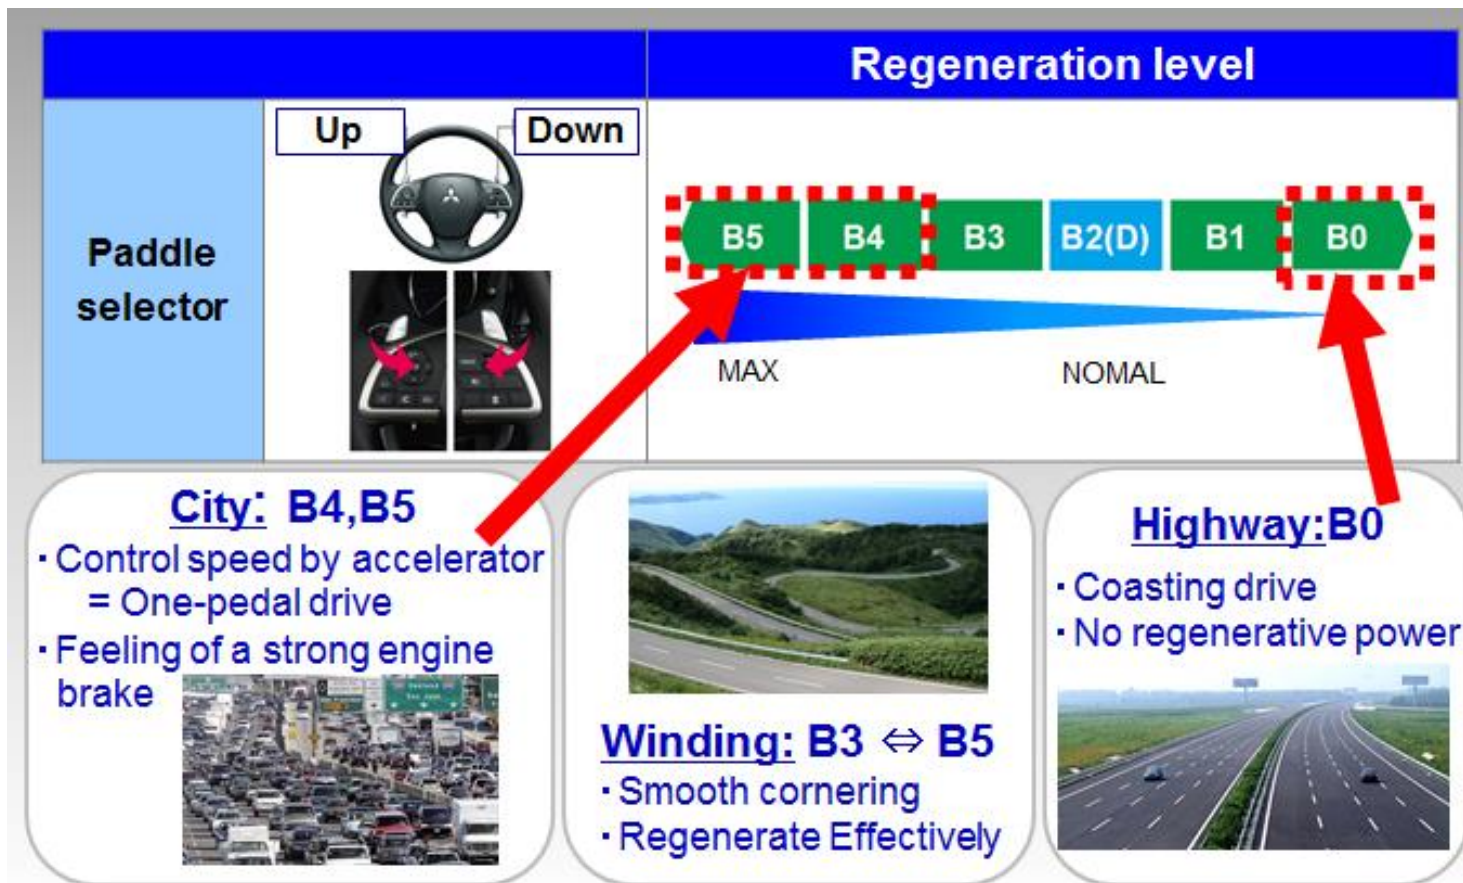 Regeneration level
Up
Down
Paddle
selector
B5
B4
B3
B2(D)
B1
B0
MAX
NOMAL
City: B4,B5
· Control speed by accelerator
= One-pedal drive
· Feeling of a strong engine
brake
Winding: B3 ⇔ B5
· Smooth cornering
· Regenerate Effectively
Highway:B0
· Coasting drive
· No regenerative power